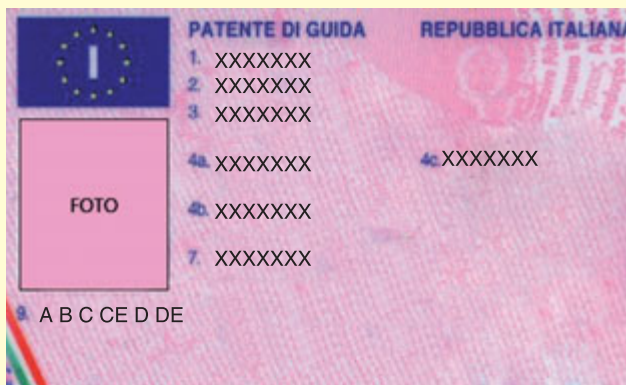 I
PATENTE DI GUIDA REPUBBLICA ITALIANA
1. XXXXXXX
2. XXXXXXX
3. XXXXXXX
4a. XXXXXXX 4c. XXXXXXX
FOTO
4b. XXXXXXX
7. XXXXXXX
9. A B C CE D DE